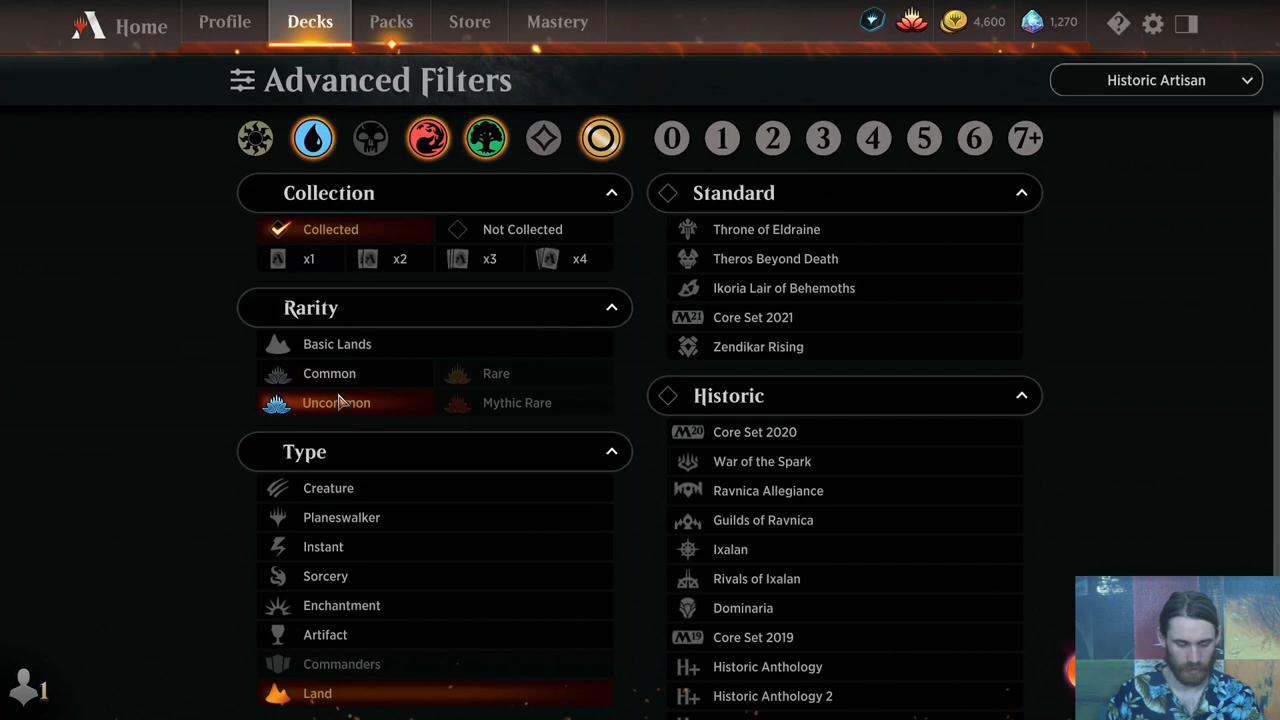 Home Profile Decks Packs Store Mastery 4,600 1,270
Advanced Filters
Historic Artisan
0 1 2 3 4 5 6 7+
Collection
Collected Not Collected
x1 x2 x3 x4
Rarity
Basic Lands
Common Rare
Uncommon Mythic Rare
Type
Creature
Planeswalker
Instant
Sorcery
Enchantment
Artifact
Commanders
Land
Standard
Throne of Eldraine
Theros Beyond Death
Ikoria Lair of Behemoths
M21 Core Set 2021
Zendikar Rising
Historic
M20 Core Set 2020
War of the Spark
Ravnica Allegiance
Guilds of Ravnica
Ixalan
Rivals of Ixalan
Dominaria
M19 Core Set 2019
H+ Historic Anthology
H+ Historic Anthology 2
1